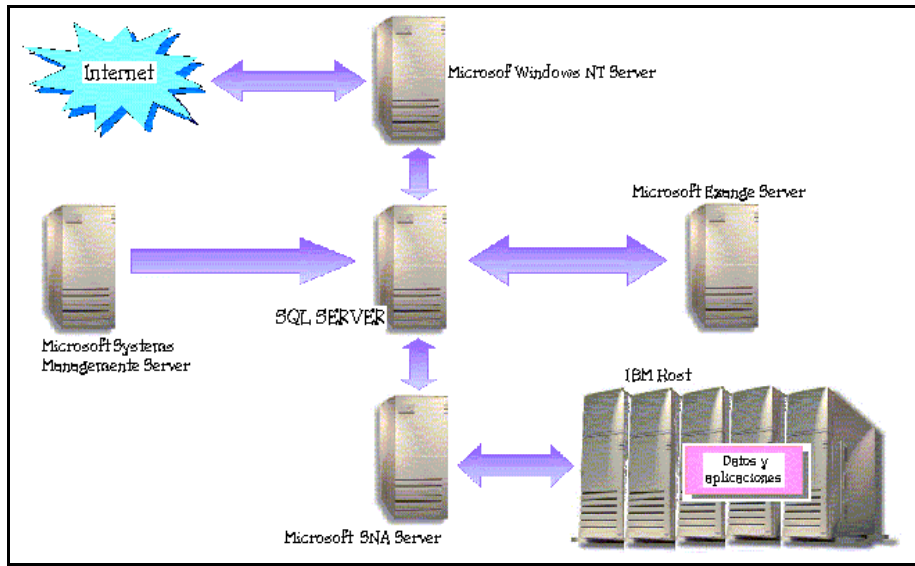 Internet
Microsof Windows NT Server
Microsoft Exange Server
SQL SERVER
Microsoft Systems
Managemente Server
IBM Host
Datos y
aplicaciones
Microsoft SNA Server